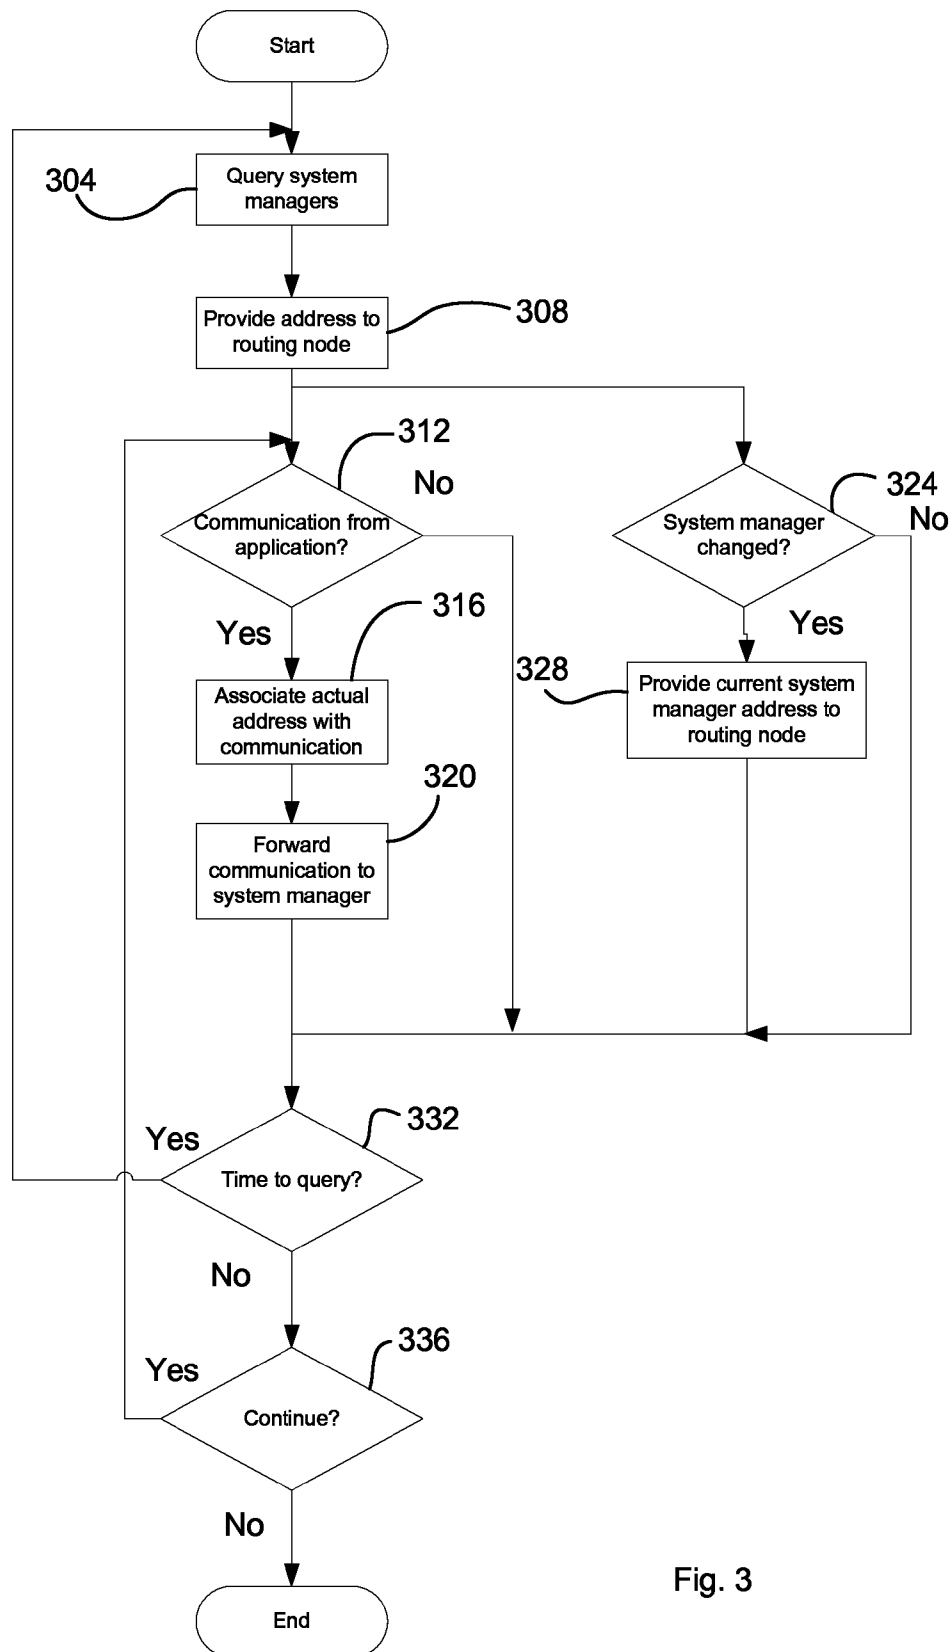 Start
304
Query system
managers
Provide address to
routing node
308
312
No
Communication from
application?
324
No
System manager
changed?
Yes
316
Associate actual
address with
communication
Yes
328
Provide current system
manager address to
routing node
320
Forward
communication to
system manager
332
Yes
Time to query?
No
336
Yes
Continue?
No
End
Fig. 3